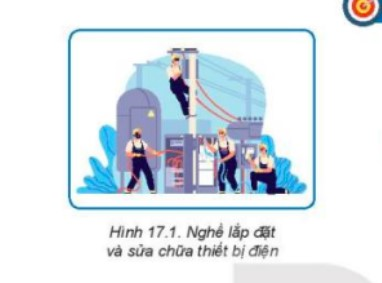 Hình 17.1. Nghề lắp đặt
và sửa chữa thiết bị điện